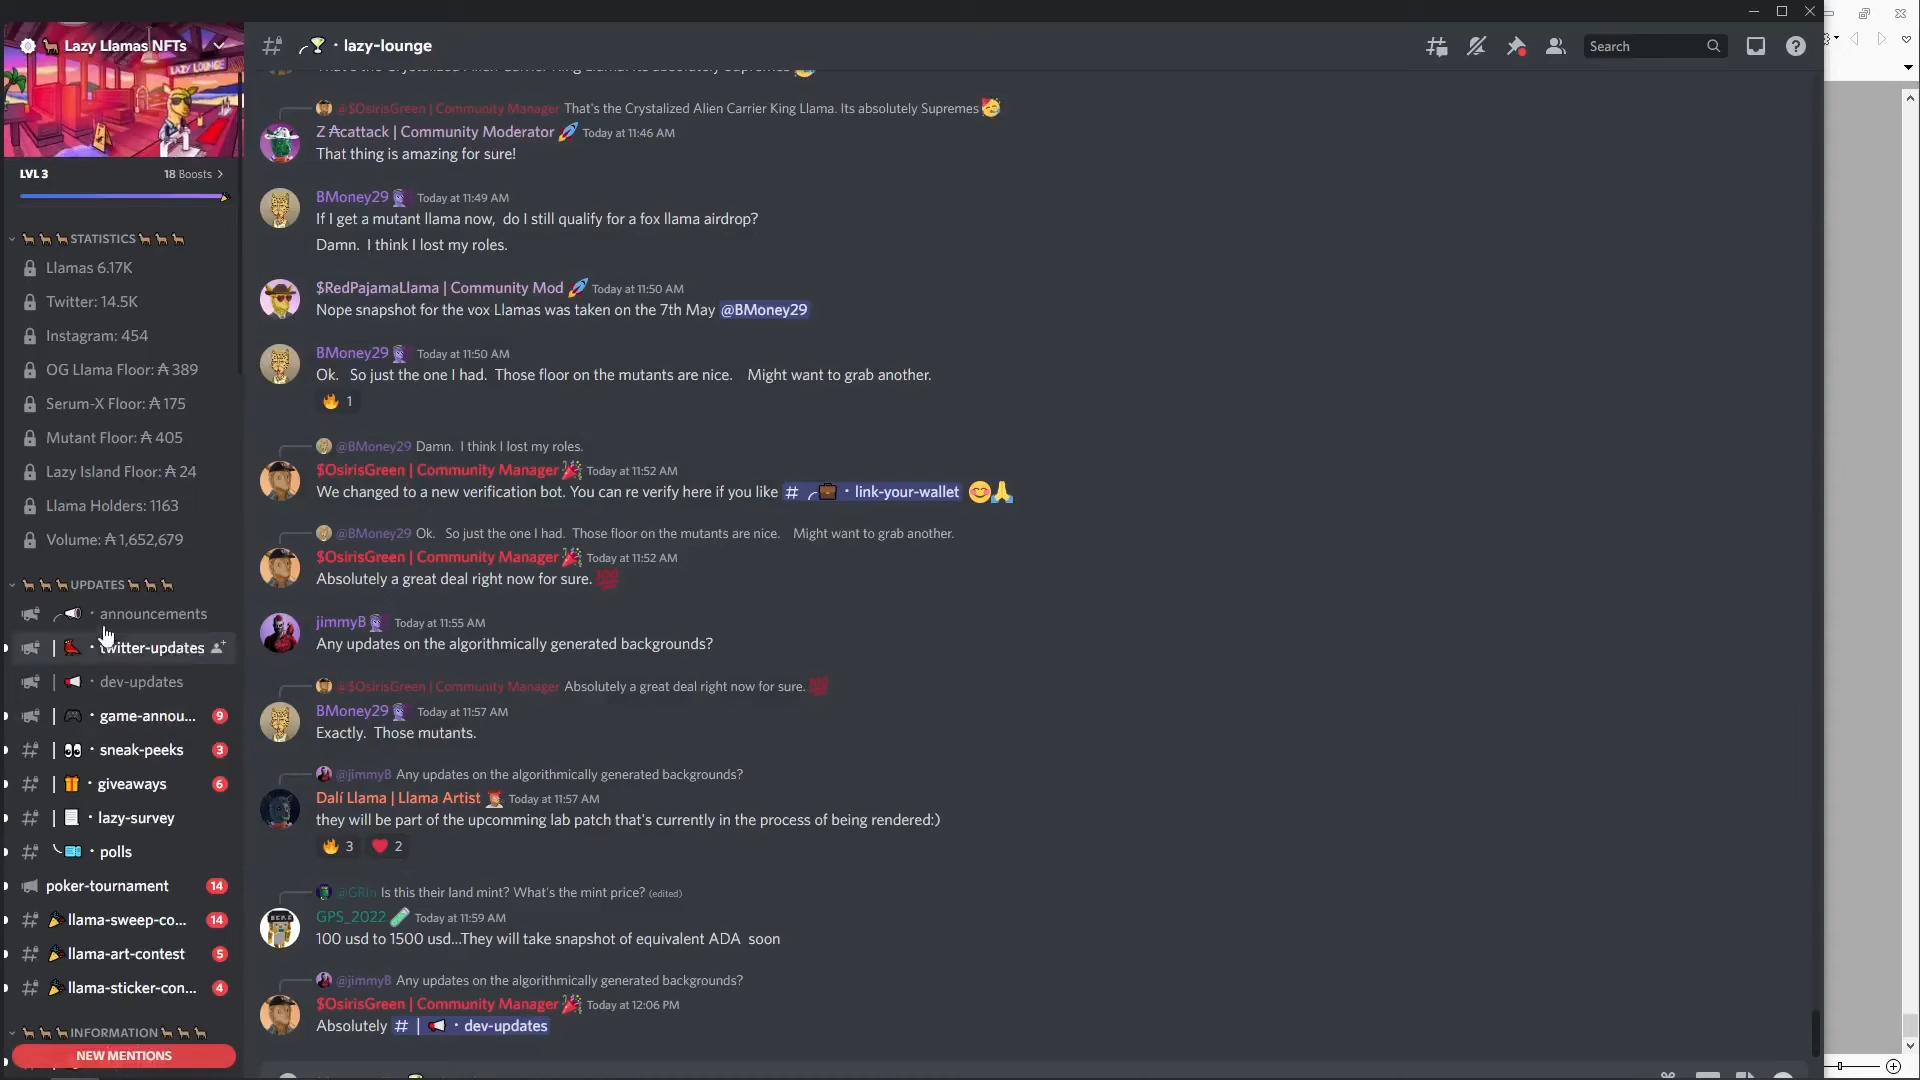 Lazy Llamas NFTs
LAZY LOUNGE
LVL 3
18 Boosts
STATISTICS
Llamas 6.17K
Twitter: 14.5K
Instagram: 454
OG Llama Floor: ₳ 389
Serum-X Floor: ₳ 175
Mutant Floor: ₳ 405
Lazy Island Floor: ₳ 24
Llama Holders: 1163
Volume: ₳ 1,652,679
UPDATES
announcements
twitter-updates
dev-updates
game-annou... 9
sneak-peeks 3
giveaways 6
lazy-survey
polls
poker-tournament 14
llama-sweep-co... 14
llama-art-contest 5
llama-sticker-con... 4
INFORMATION
NEW MENTIONS
lazy-lounge
Search
@$OsirisGreen | Community Manager That's the Crystalized Alien Carrier King Llama. Its absolutely Supremes 🥳
Z ₳cattack | Community Moderator 🚀 Today at 11:46 AM
That thing is amazing for sure!
BMoney29 Today at 11:49 AM
If I get a mutant llama now, do I still qualify for a fox llama airdrop?
Damn. I think I lost my roles.
$RedPajamaLlama | Community Mod 🚀 Today at 11:50 AM
Nope snapshot for the vox Llamas was taken on the 7th May @BMoney29
BMoney29 Today at 11:50 AM
Ok. So just the one I had. Those floor on the mutants are nice. Might want to grab another.
🔥 1
@BMoney29 Damn. I think I lost my roles.
$OsirisGreen | Community Manager 🎉 Today at 11:52 AM
We changed to a new verification bot. You can re verify here if you like # 💼・link-your-wallet 😊🙏
@BMoney29 Ok. So just the one I had. Those floor on the mutants are nice. Might want to grab another.
$OsirisGreen | Community Manager 🎉 Today at 11:52 AM
Absolutely a great deal right now for sure. 💯
jimmyB Today at 11:55 AM
Any updates on the algorithmically generated backgrounds?
@$OsirisGreen | Community Manager Absolutely a great deal right now for sure. 💯
BMoney29 Today at 11:57 AM
Exactly. Those mutants.
@jimmyB Any updates on the algorithmically generated backgrounds?
Dalí Llama | Llama Artist Today at 11:57 AM
they will be part of the upcomming lab patch that's currently in the process of being rendered:)
🔥 3 ❤️ 2
@GRIn Is this their land mint? What's the mint price? (edited)
GPS_2022 Today at 11:59 AM
100 usd to 1500 usd...They will take snapshot of equivalent ADA soon
@jimmyB Any updates on the algorithmically generated backgrounds?
$OsirisGreen | Community Manager 🎉 Today at 12:06 PM
Absolutely # | 📢・dev-updates